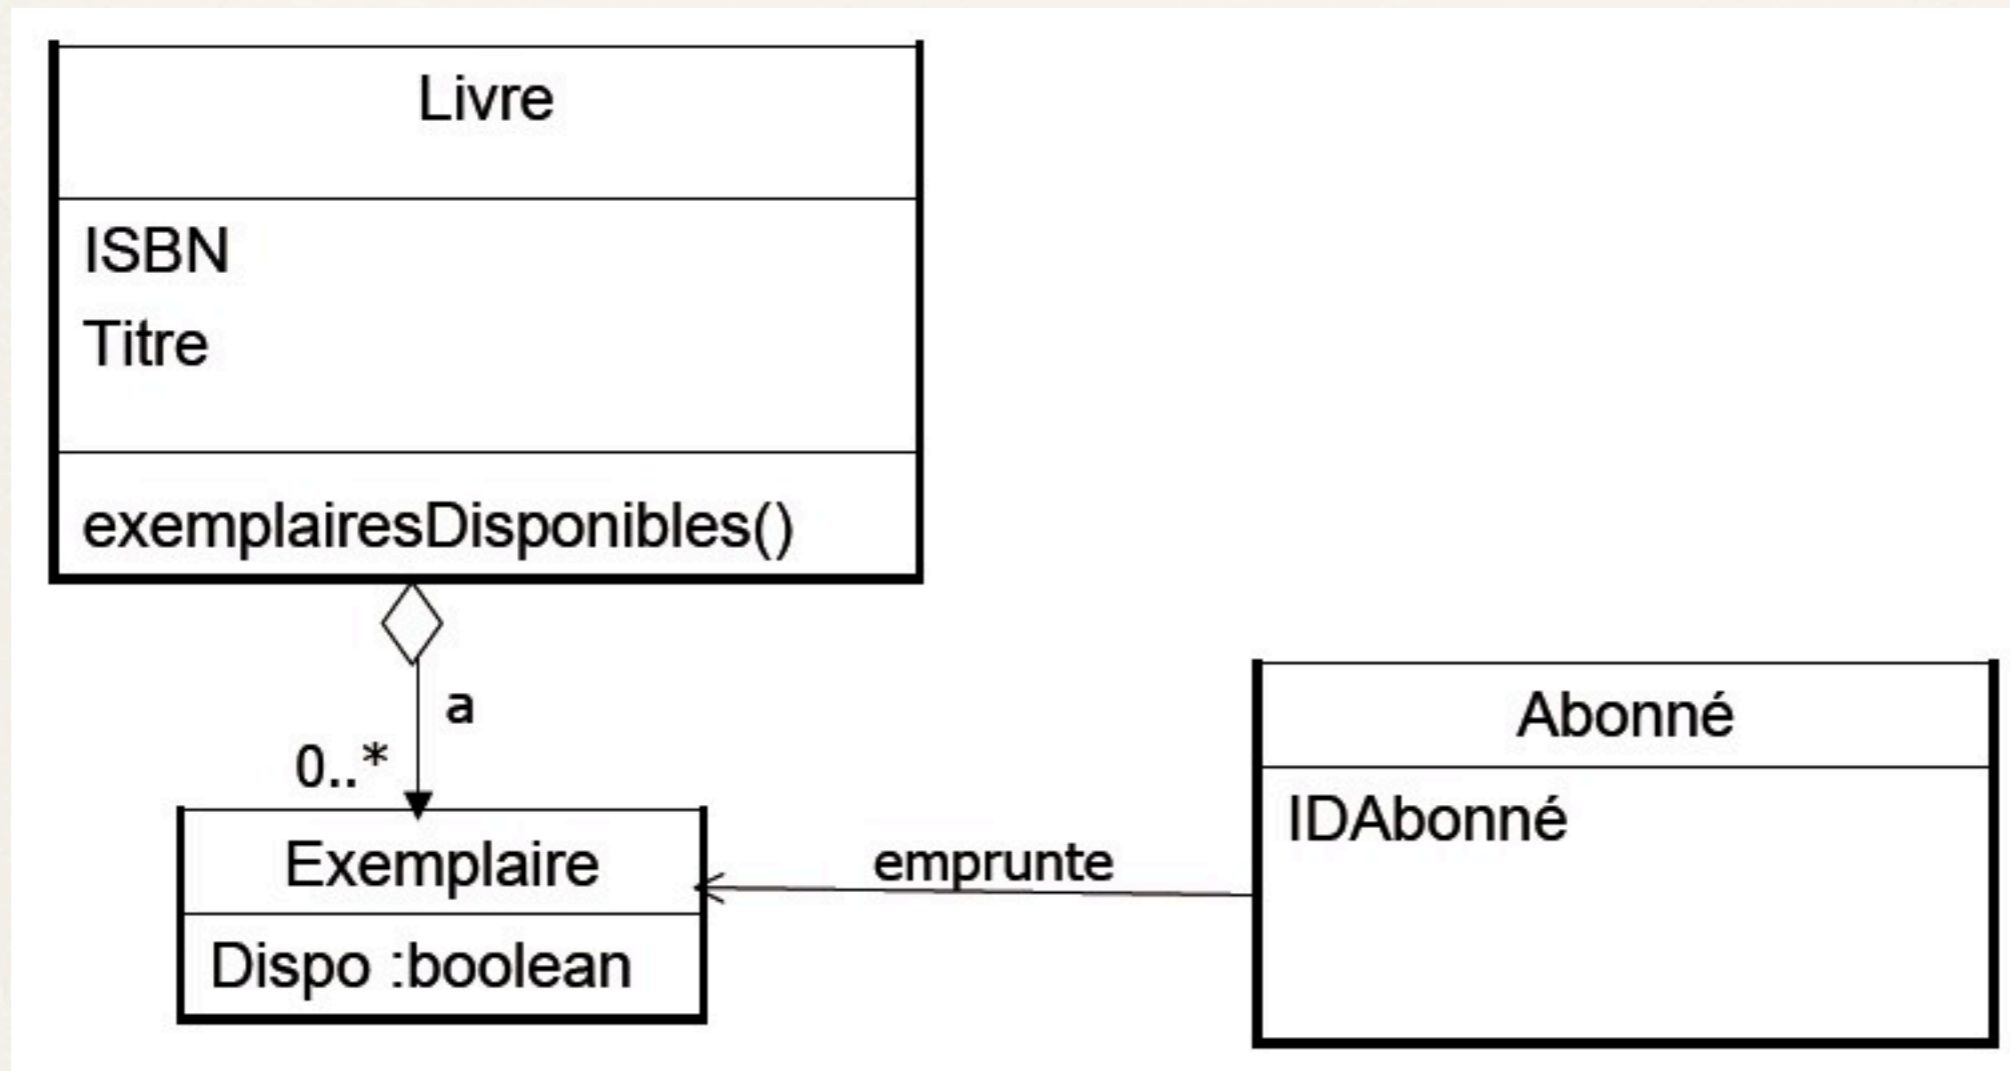 Livre
ISBN
Titre
exemplairesDisponibles()
a
0..*
Exemplaire
Dispo :boolean
emprunte
Abonné
IDAbonné